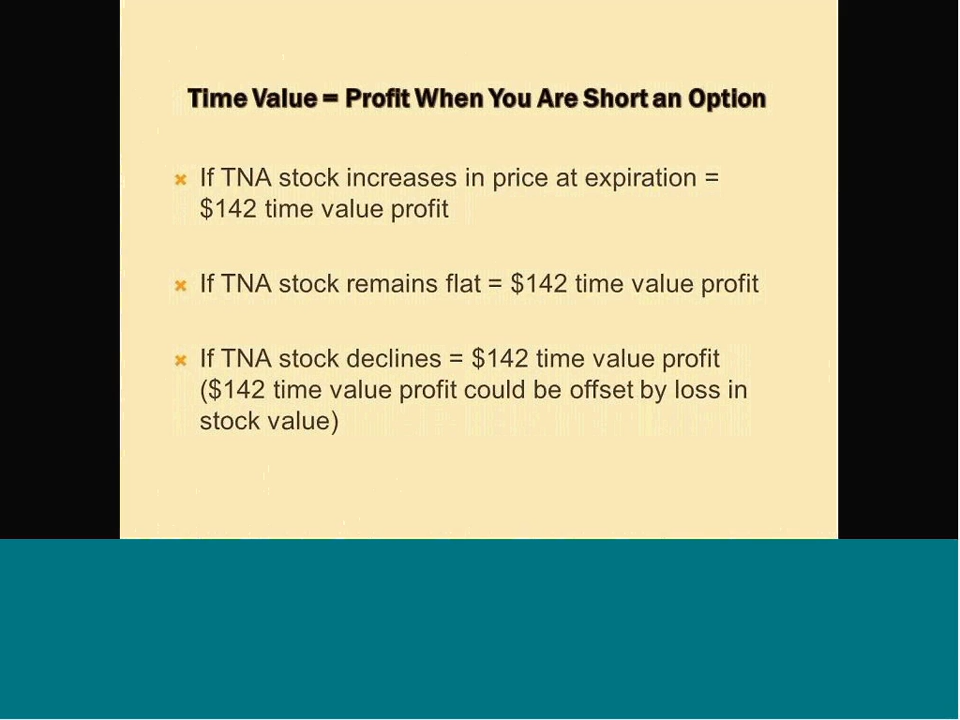 Time Value = Profit When You Are Short an Option
If TNA stock increases in price at expiration =
$142 time value profit
If TNA stock remains flat = $142 time value profit
If TNA stock declines = $142 time value profit
($142 time value profit could be offset by loss in
stock value)